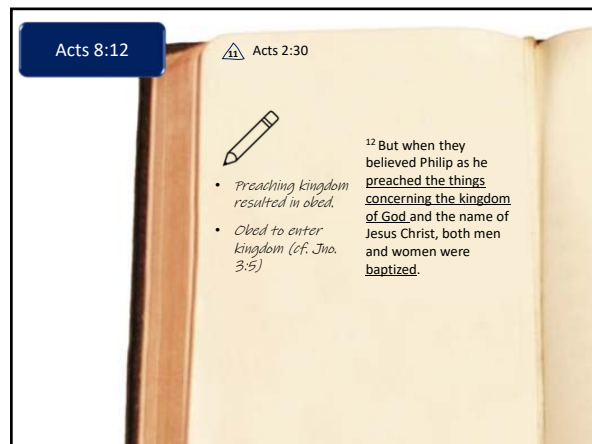 Acts 8:12
11 Acts 2:30
• Preaching kingdom
resulted in obed.
• Obed to enter
kingdom (cf. Jno.
3:5)
12 But when they
believed Philip as he
preached the things
concerning the kingdom
of God and the name of
Jesus Christ, both men
and women were
baptized.